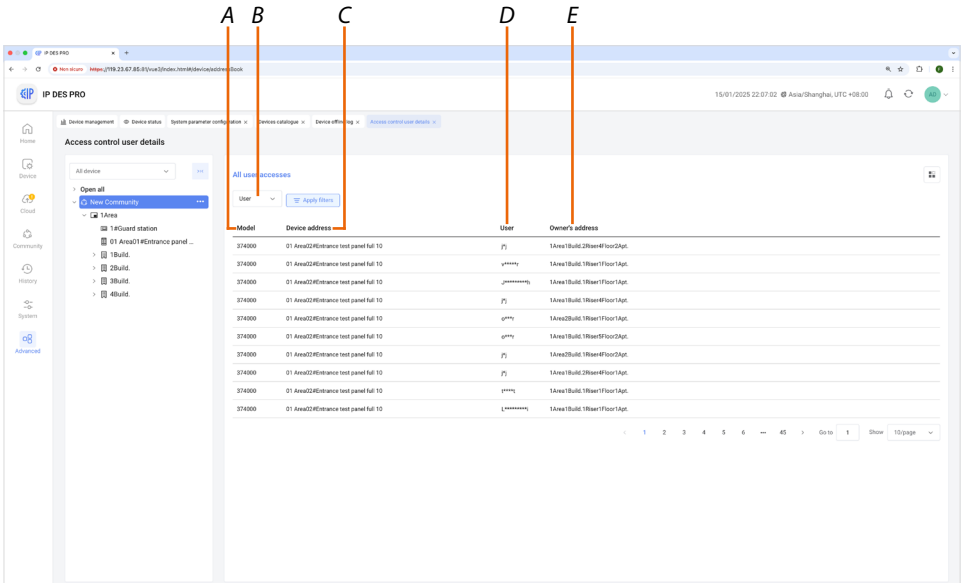 A B C D E
IP DES PRO
Non sicuro https://119.23.67.85:81/vue3/index.html#/device/addressBook
IP DES PRO 15/01/2025 22.07.02 Asia/Shanghai, UTC +08:00 AD
Device management Device status System parameter configuration × Devices catalogue × Device offline log × Access control user details ×
Home
Device
Cloud
Community
History
System
Advanced
Access control user details
All device
Open all
New Community
1Area
1#Guard station
01 Area01#Entrance panel ...
1Build.
2Build.
3Build.
4Build.
All user accesses
User Apply filters
Model Device address User Owner's address
374000 01 Area02#Entrance test panel full 10 j*j 1Area1Build.2Riser4Floor2Apt.
374000 01 Area02#Entrance test panel full 10 v*****r 1Area1Build.1Riser1Floor1Apt.
374000 01 Area02#Entrance test panel full 10 1Area1Build.1Riser1Floor1Apt.
374000 01 Area02#Entrance test panel full 10 j*j 1Area1Build.1Riser4Floor1Apt.
374000 01 Area02#Entrance test panel full 10 o***r 1Area2Build.1Riser1Floor1Apt.
374000 01 Area02#Entrance test panel full 10 o***r 1Area1Build.1Riser5Floor2Apt.
374000 01 Area02#Entrance test panel full 10 j*j 1Area2Build.1Riser4Floor2Apt.
374000 01 Area02#Entrance test panel full 10 j*j 1Area1Build.2Riser4Floor1Apt.
374000 01 Area02#Entrance test panel full 10 t****t 1Area1Build.1Riser1Floor1Apt.
374000 01 Area02#Entrance test panel full 10 1Area1Build.1Riser1Floor1Apt.
1 2 3 4 5 6 ... 45 Go to 1 Show 10/page